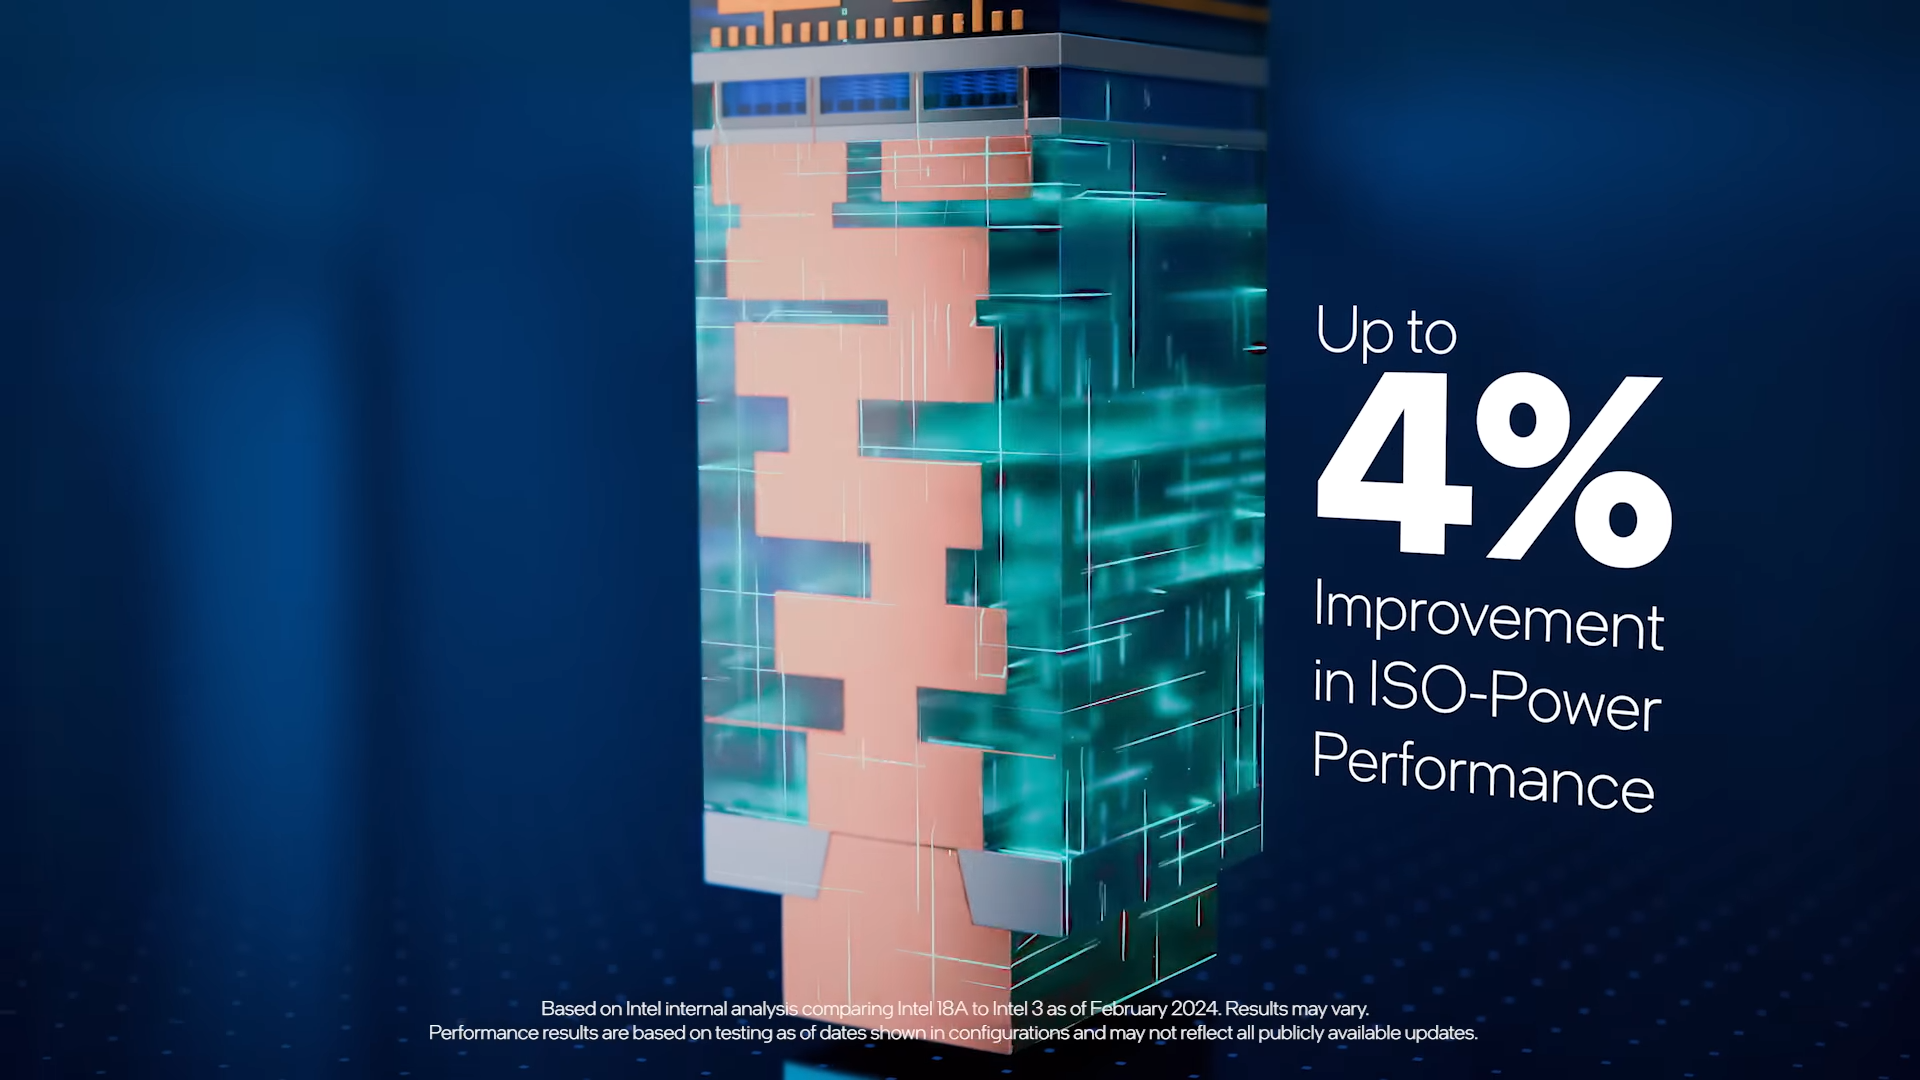 Up to
4%
Improvement
in ISO-Power
Performance
Based on Intel internal analysis comparing Intel 18A to Intel 3 as of February 2024. Results may vary.
Performance results are based on testing as of dates shown in configurations and may not reflect all publicly available updates.